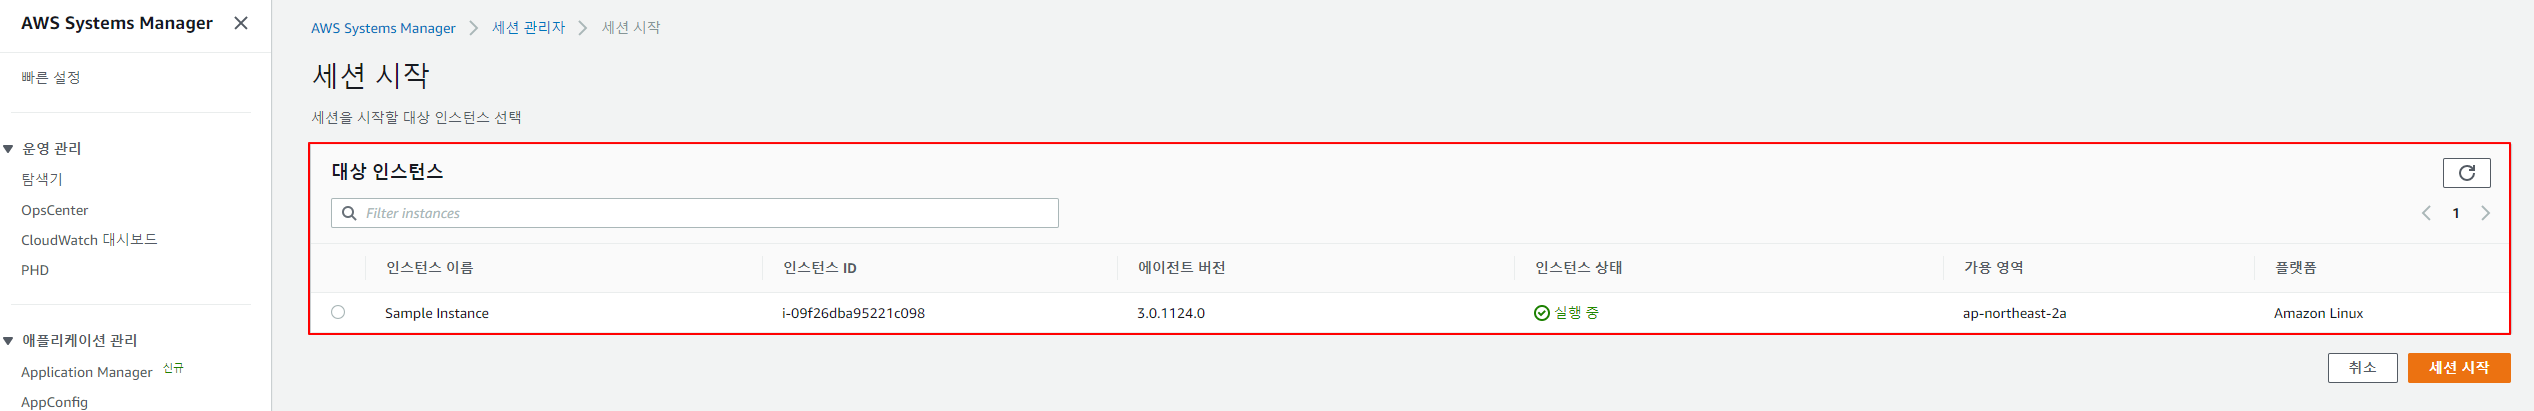 AWS Systems Manager
빠른 설정
운영 관리
탐색기
OpsCenter
CloudWatch 대시보드
PHD
애플리케이션 관리
Application Manager 신규
AppConfig
AWS Systems Manager 세션 관리자 세션 시작
세션 시작
세션을 시작할 대상 인스턴스 선택
대상 인스턴스
Filter instances
1
인스턴스 이름 인스턴스 ID 에이전트 버전 인스턴스 상태 가용 영역 플랫폼
Sample Instance i-09f26dba95221c098 3.0.1124.0 실행 중 ap-northeast-2a Amazon Linux
취소 세션 시작